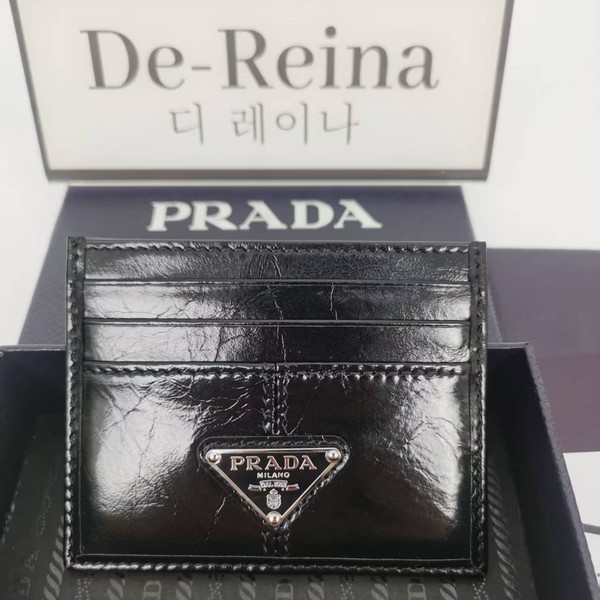 De-Reina
디 레이나
PRADA
PRADA
MILANO